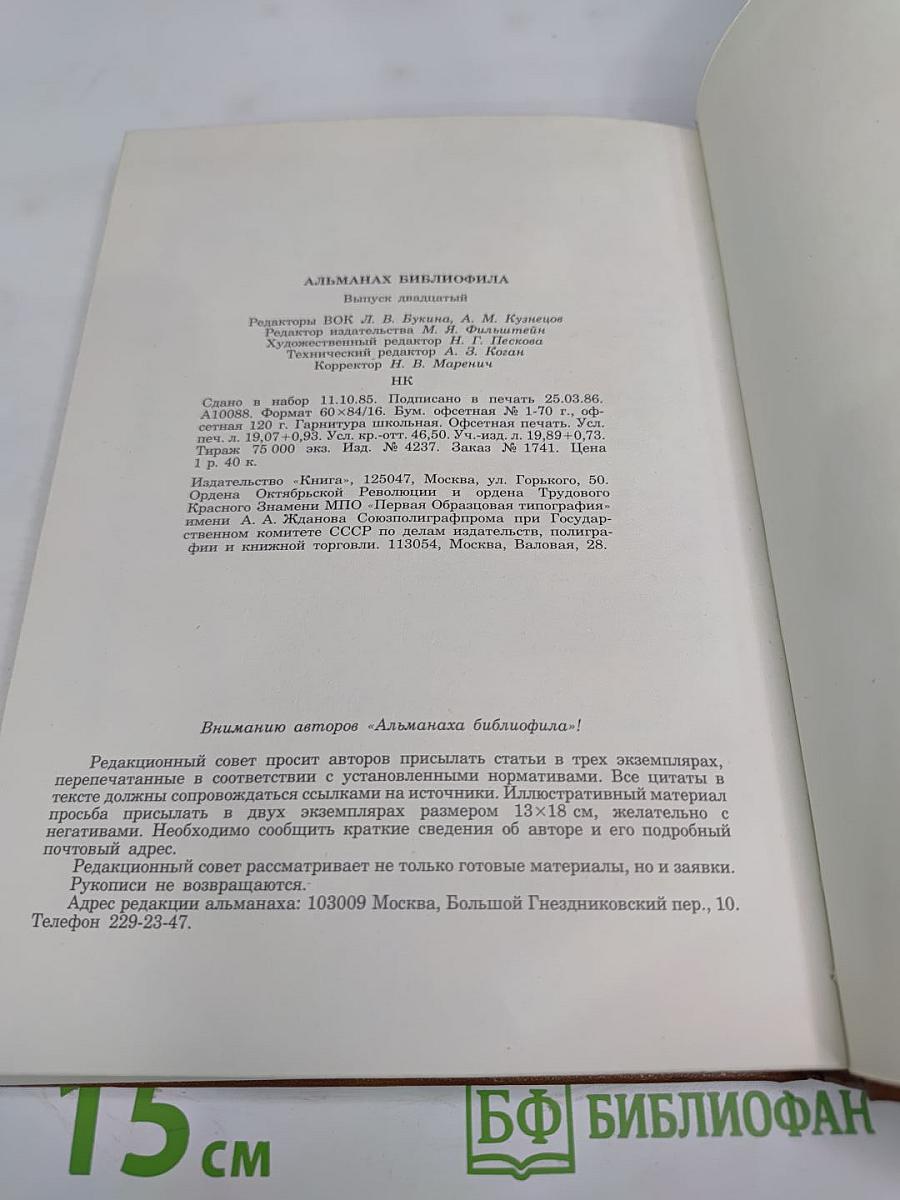 АЛЬМАНАХ БИБЛИОФИЛА
Выпуск двадцатый
Редакторы ВОК Л. В. Букина, А. М. Кузнецов
Редактор издательства М. Я. Фильштейн
Художественный редактор Н. Г. Пескова
Технический редактор А. З. Коган
Корректор Н. В. Маренич
НК
Сдано в набор 11.10.85. Подписано в печать 25.03.86.
А10088. Формат 60×84/16. Бум. офсетная № 1-70 г., оф-
сетная 120 г. Гарнитура школьная. Офсетная печать. Усл.
печ. л. 19,07+0,93. Усл. кр.-отт. 46,50. Уч.-изд. л. 19,89+0,73.
Тираж 75 000 экз. Изд. № 4237. Заказ № 1741. Цена
1 р. 40 к.
Издательство «Книга», 125047, Москва, ул. Горького, 50.
Ордена Октябрьской Революции и ордена Трудового
Красного Знамени МПО «Первая Образцовая типография»
имени А. А. Жданова Союзполиграфпрома при Государ-
ственном комитете СССР по делам издательств, полигра-
фии и книжной торговли. 113054, Москва, Валовая, 28.
Вниманию авторов «Альманаха библиофила»!
Редакционный совет просит авторов присылать статьи в трех экземплярах,
перепечатанные в соответствии с установленными нормативами. Все цитаты в
тексте должны сопровождаться ссылками на источники. Иллюстративный материал
просьба присылать в двух экземплярах размером 13×18 см, желательно с
негативами. Необходимо сообщить краткие сведения об авторе и его подробный
почтовый адрес.
Редакционный совет рассматривает не только готовые материалы, но и заявки.
Рукописи не возвращаются.
Адрес редакции альманаха: 103009 Москва, Большой Гнездниковский пер., 10.
Телефон 229-23-47.
15 см
БФ БИБЛИОФАН